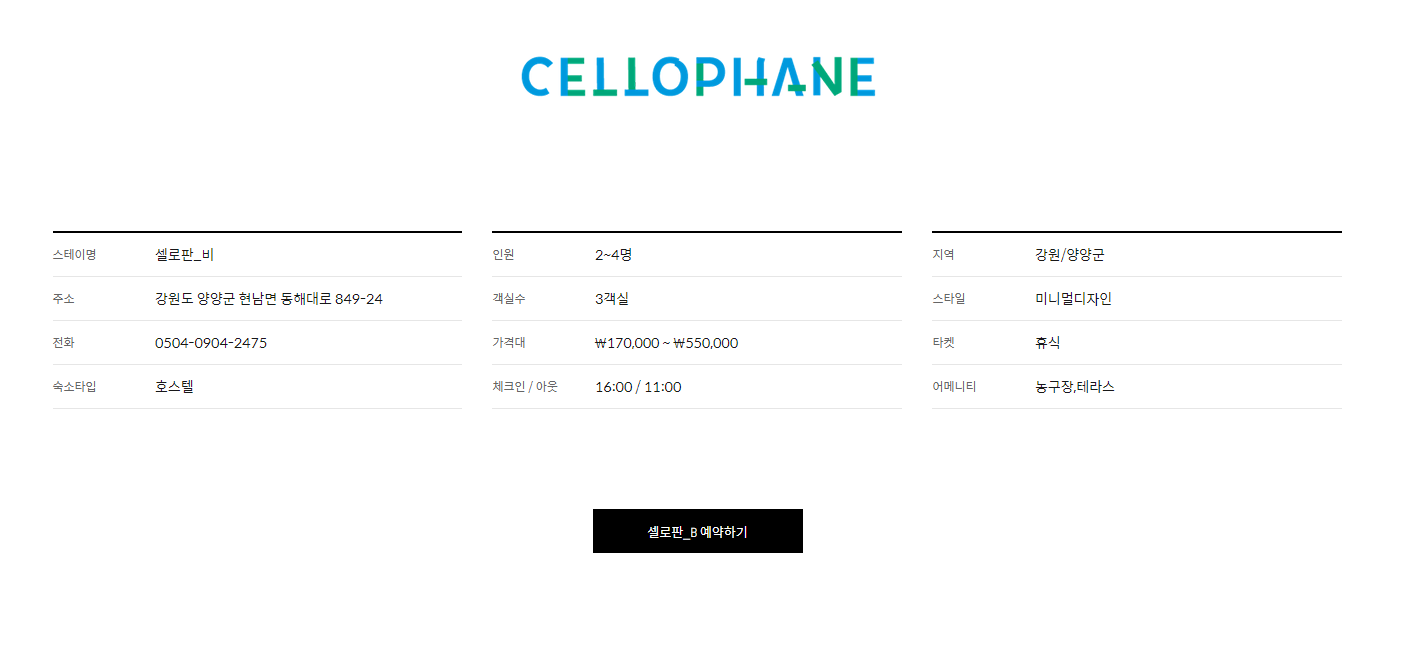 CELLOPHANE
스테이명 셀로판_비
주소 강원도 양양군 현남면 동해대로 849-24
전화 0504-0904-2475
숙소타입 호스텔
인원 2~4명
객실수 3객실
가격대 ₩170,000 ~ ₩550,000
체크인 / 아웃 16:00 / 11:00
지역 강원/양양군
스타일 미니멀디자인
타켓 휴식
어메니티 농구장,테라스
셀로판_B 예약하기